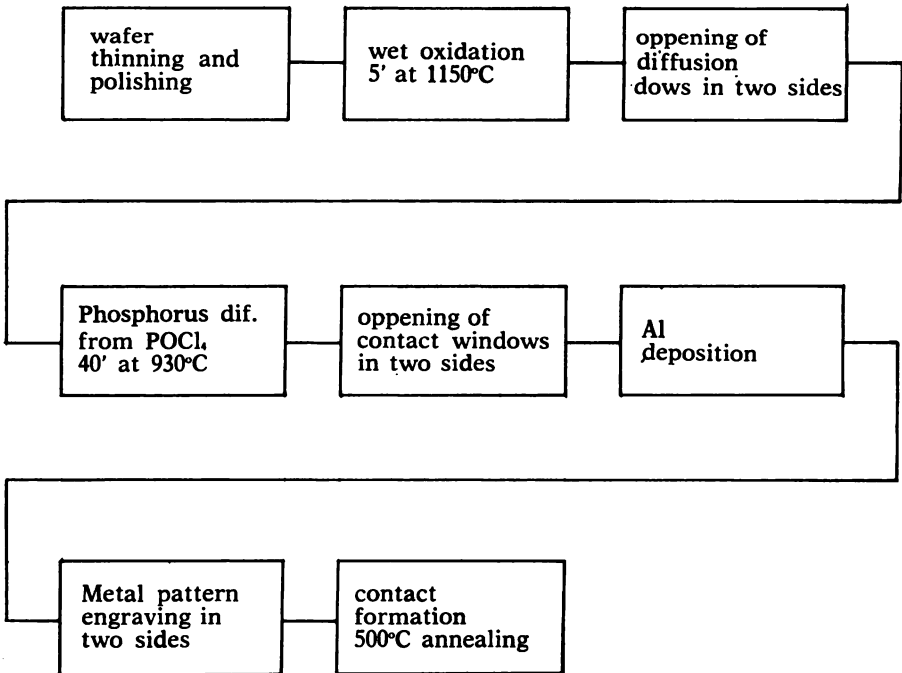 wafer
thinning and
polishing
wet oxidation
5' at 1150°C
oppening of
diffusion
dows in two sides
Phosphorus dif.
from POCl₄
40' at 930°C
oppening of
contact windows
in two sides
Al
deposition
Metal pattern
engraving in
two sides
contact
formation
500°C annealing